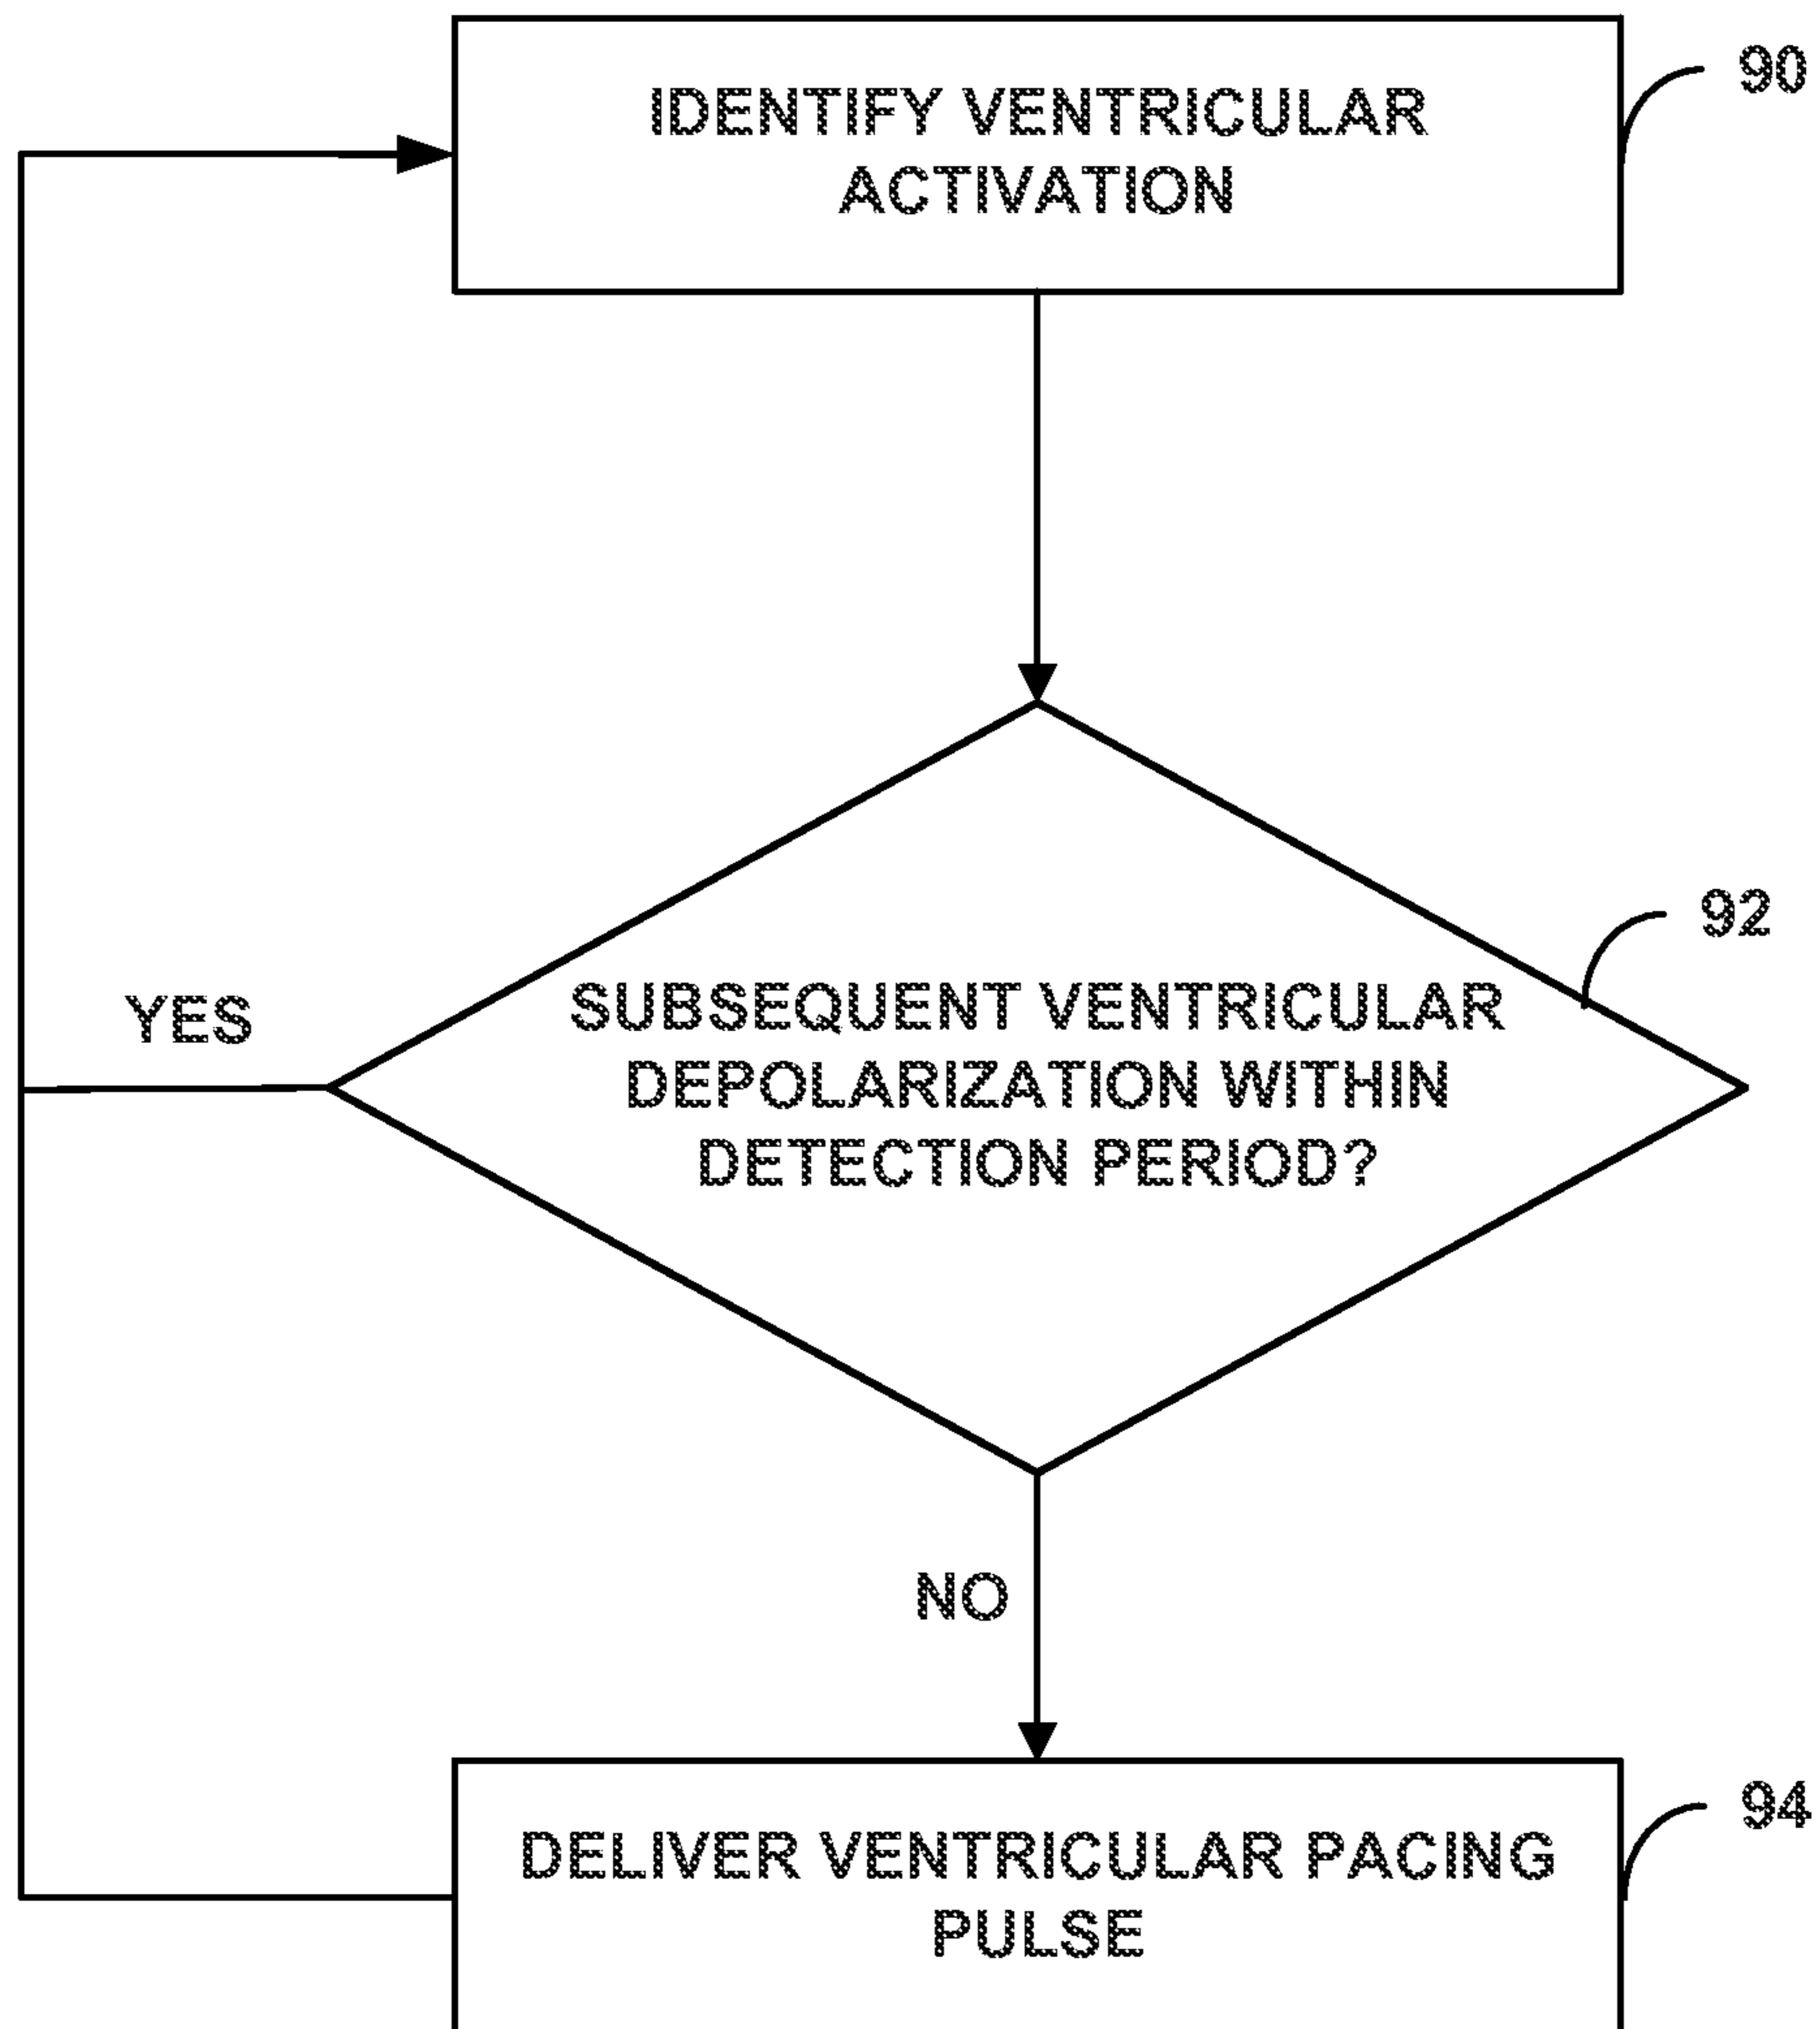 IDENTIFY VENTRICULAR
ACTIVATION
90
92
SUBSEQUENT VENTRICULAR
DEPOLARIZATION WITHIN
DETECTION PERIOD?
YES
NO
94
DELIVER VENTRICULAR PACING
PULSE